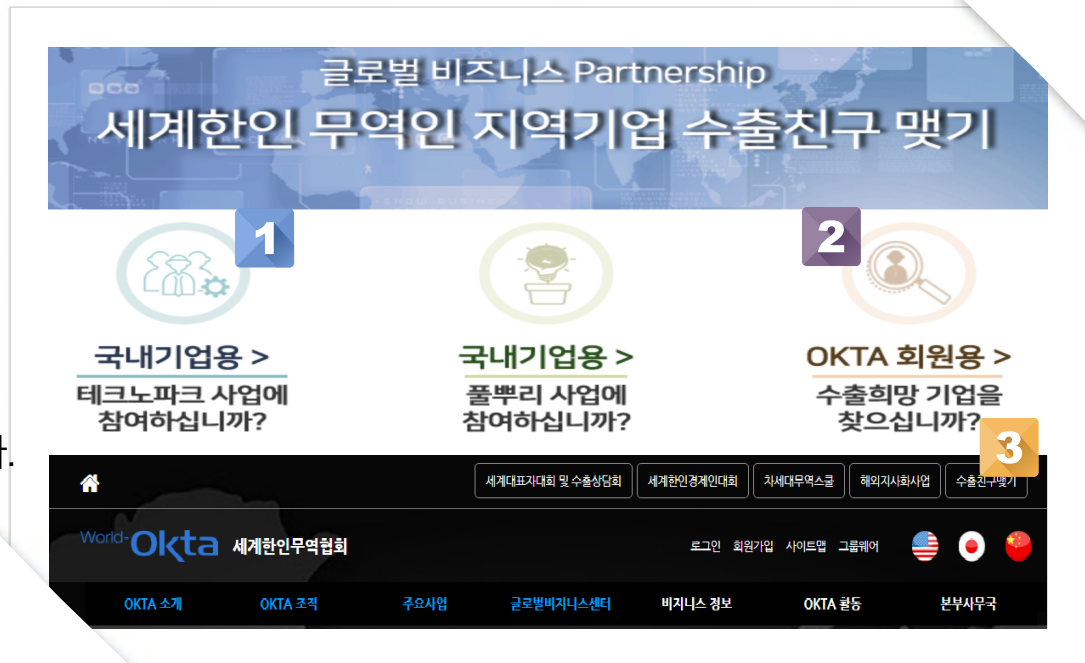 글로벌 비즈니스 Partnership
세계한인 무역인 지역기업 수출친구 맺기
1
2
국내기업용 >
테크노파크 사업에
참여하십니까?
국내기업용 >
풀뿌리 사업에
참여하십니까?
OKTA 회원용 >
수출희망 기업을
찾으십니까?
3
세계대표자대회 및 수출상담회 세계한인경제인대회 차세대무역스쿨 해외지사화사업 수출친구맺기
World-Okta 세계한인무역협회
로그인 회원가입 사이트맵 그룹웨어
OKTA 소개 OKTA 조직 주요사업 글로벌비지니스센터 비지니스 정보 OKTA 활동 본부사무국